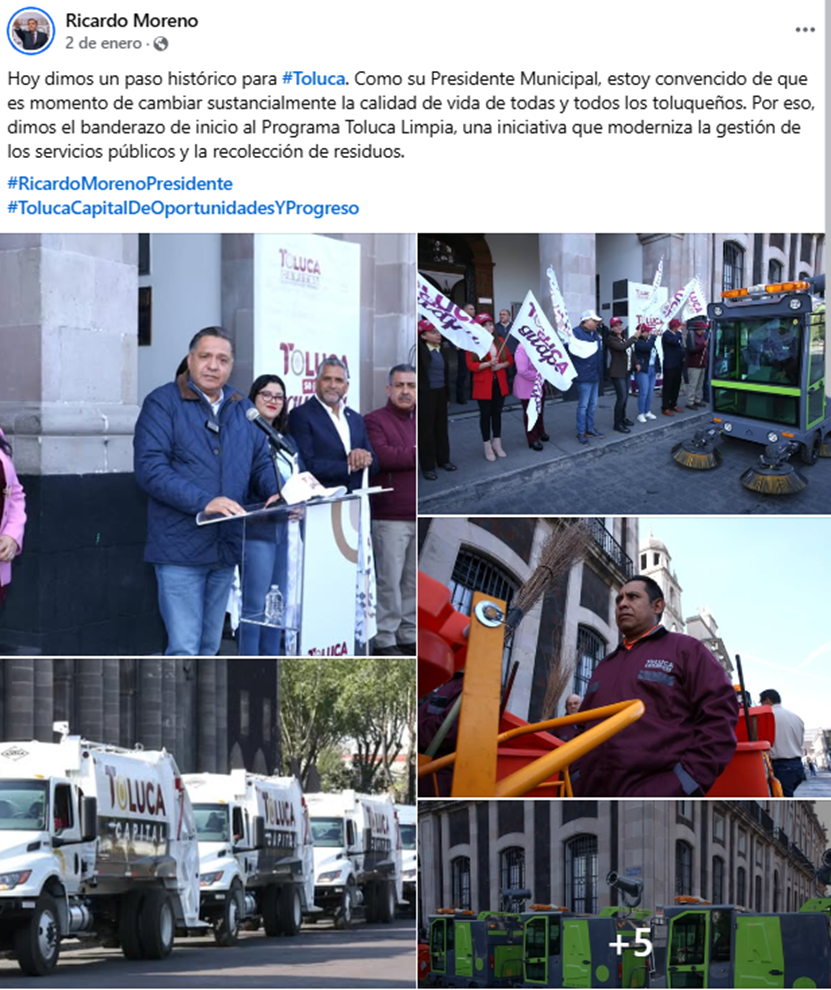 Ricardo Moreno
2 de enero ·
Hoy dimos un paso histórico para #Toluca. Como su Presidente Municipal, estoy convencido de que
es momento de cambiar sustancialmente la calidad de vida de todas y todos los toluqueños. Por eso,
dimos el banderazo de inicio al Programa Toluca Limpia, una iniciativa que moderniza la gestión de
los servicios públicos y la recolección de residuos.
#RicardoMorenoPresidente
#TolucaCapitalDeOportunidadesYProgreso
TOLUCA
CAPITAL
TOLUCA
TOLUCA
TOLUCA
CAPITAL
TOLUCA
CAPITAL
TOLUCA
+5